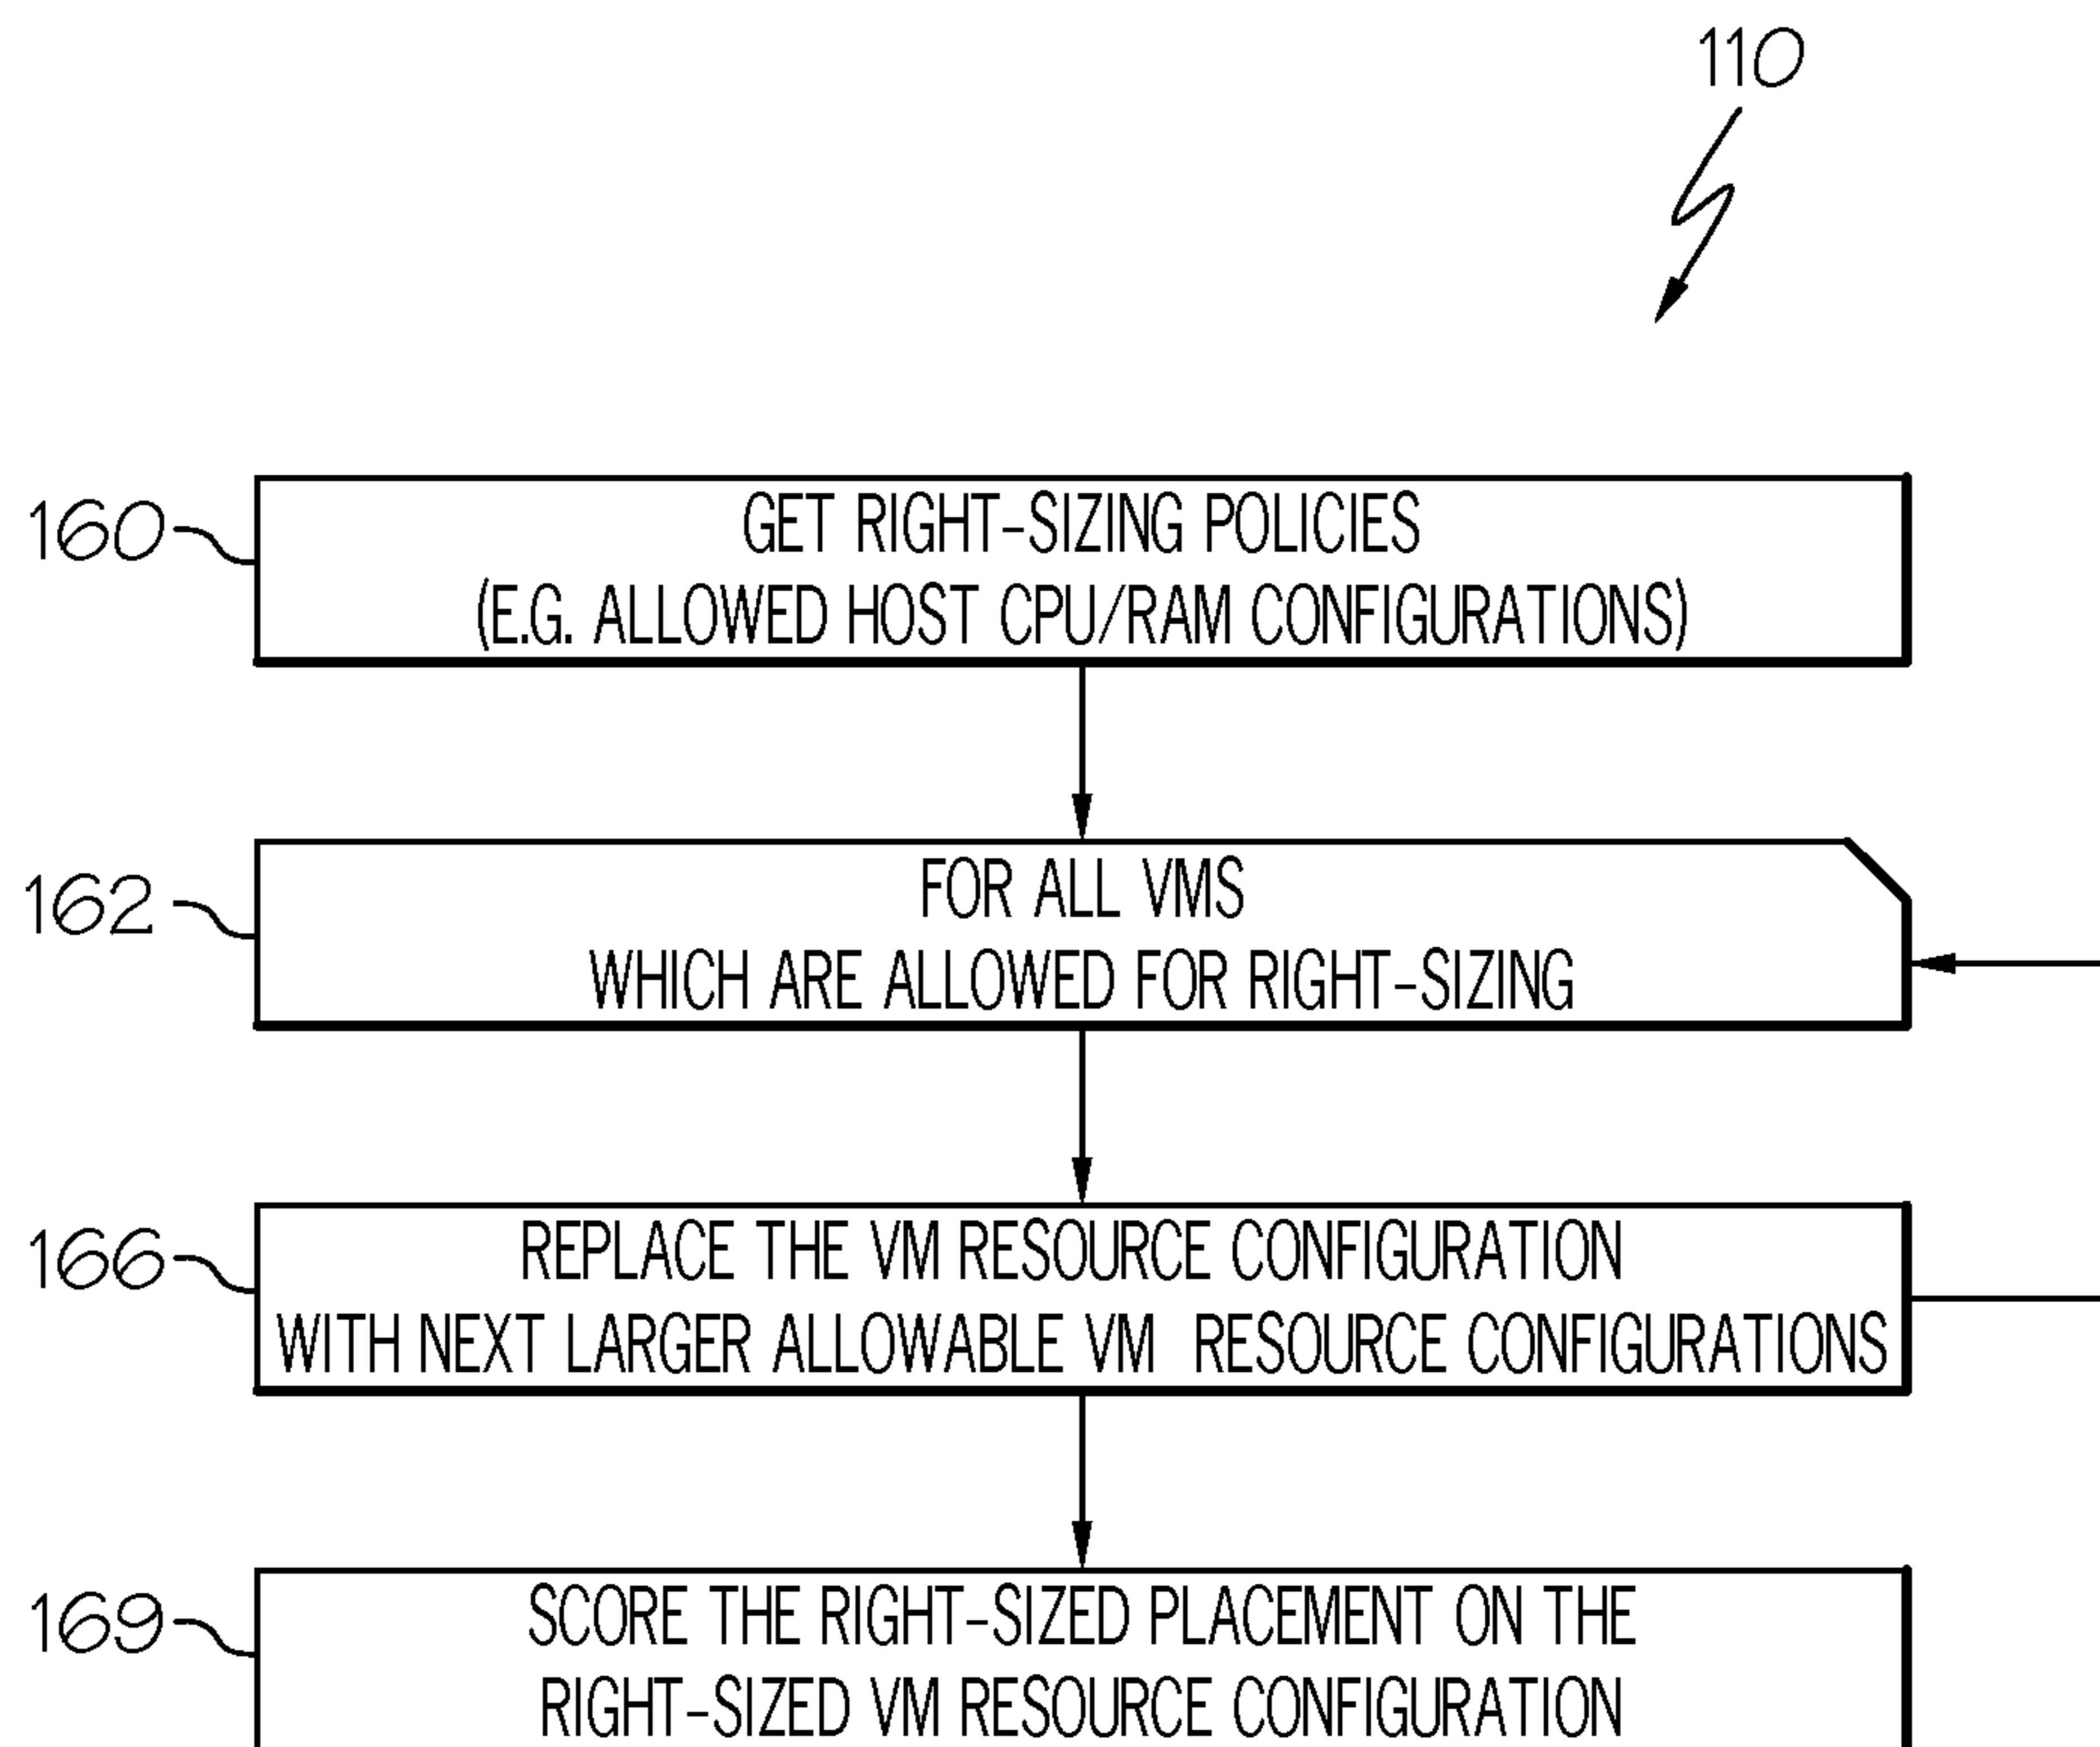 110
160
GET RIGHT-SIZING POLICIES
(E.G. ALLOWED HOST CPU/RAM CONFIGURATIONS)
162
FOR ALL VMS
WHICH ARE ALLOWED FOR RIGHT-SIZING
166
REPLACE THE VM RESOURCE CONFIGURATION
WITH NEXT LARGER ALLOWABLE VM RESOURCE CONFIGURATIONS
169
SCORE THE RIGHT-SIZED PLACEMENT ON THE
RIGHT-SIZED VM RESOURCE CONFIGURATION